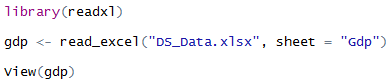 library(readxl)
gdp <- read_excel("DS_Data.xlsx", sheet = "Gdp")
View(gdp)